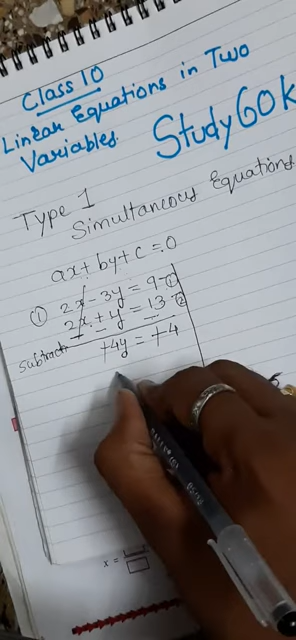 Class 10
Linear Equations in Two
Variables
Study60k
Type 1
Simultaneous Equations
ax + by + c = 0
① 2x - 3y = 9 - ①
2x + y = 13 - ②
subtract
+4y = +4
x =